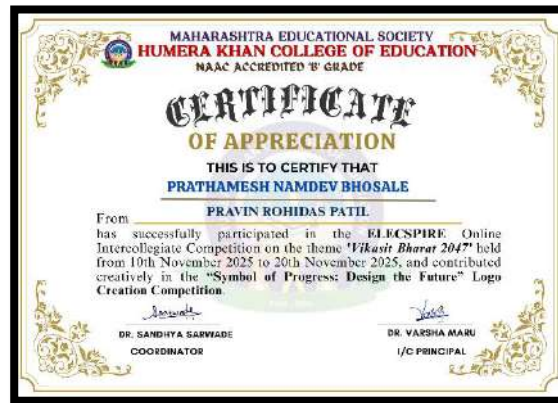 MAHARASHTRA EDUCATIONAL SOCIETY
HUMERA KHAN COLLEGE OF EDUCATION
NAAC ACCREDITED 'B' GRADE
CERTIFICATE
OF APPRECIATION
THIS IS TO CERTIFY THAT
PRATHAMESH NAMDEV BHOSALE
PRAVIN ROHIDAS PATIL
From
has successfully participated in the ELECSPIRE Online
Intercollegiate Competition on the theme 'Vikasit Bharat 2047' held
from 10th November 2025 to 20th November 2025, and contributed
creatively in the "Symbol of Progress: Design the Future" Logo
Creation Competition.
DR. SANDHYA SARWADE
COORDINATOR
DR. VARSHA MARU
I/C PRINCIPAL